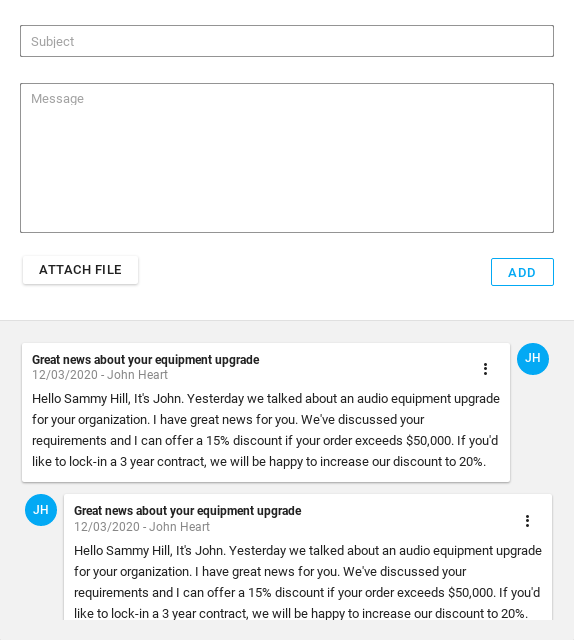 Subject
Message
ATTACH FILE
ADD
Great news about your equipment upgrade
12/03/2020 - John Heart
JH
Hello Sammy Hill, It's John. Yesterday we talked about an audio equipment upgrade
for your organization. I have great news for you. We've discussed your
requirements and I can offer a 15% discount if your order exceeds $50,000. If you'd
like to lock-in a 3 year contract, we will be happy to increase our discount to 20%.
JH
Great news about your equipment upgrade
12/03/2020 - John Heart
Hello Sammy Hill, It's John. Yesterday we talked about an audio equipment upgrade
for your organization. I have great news for you. We've discussed your
requirements and I can offer a 15% discount if your order exceeds $50,000. If you'd
like to lock-in a 3 year contract, we will be happy to increase our discount to 20%.